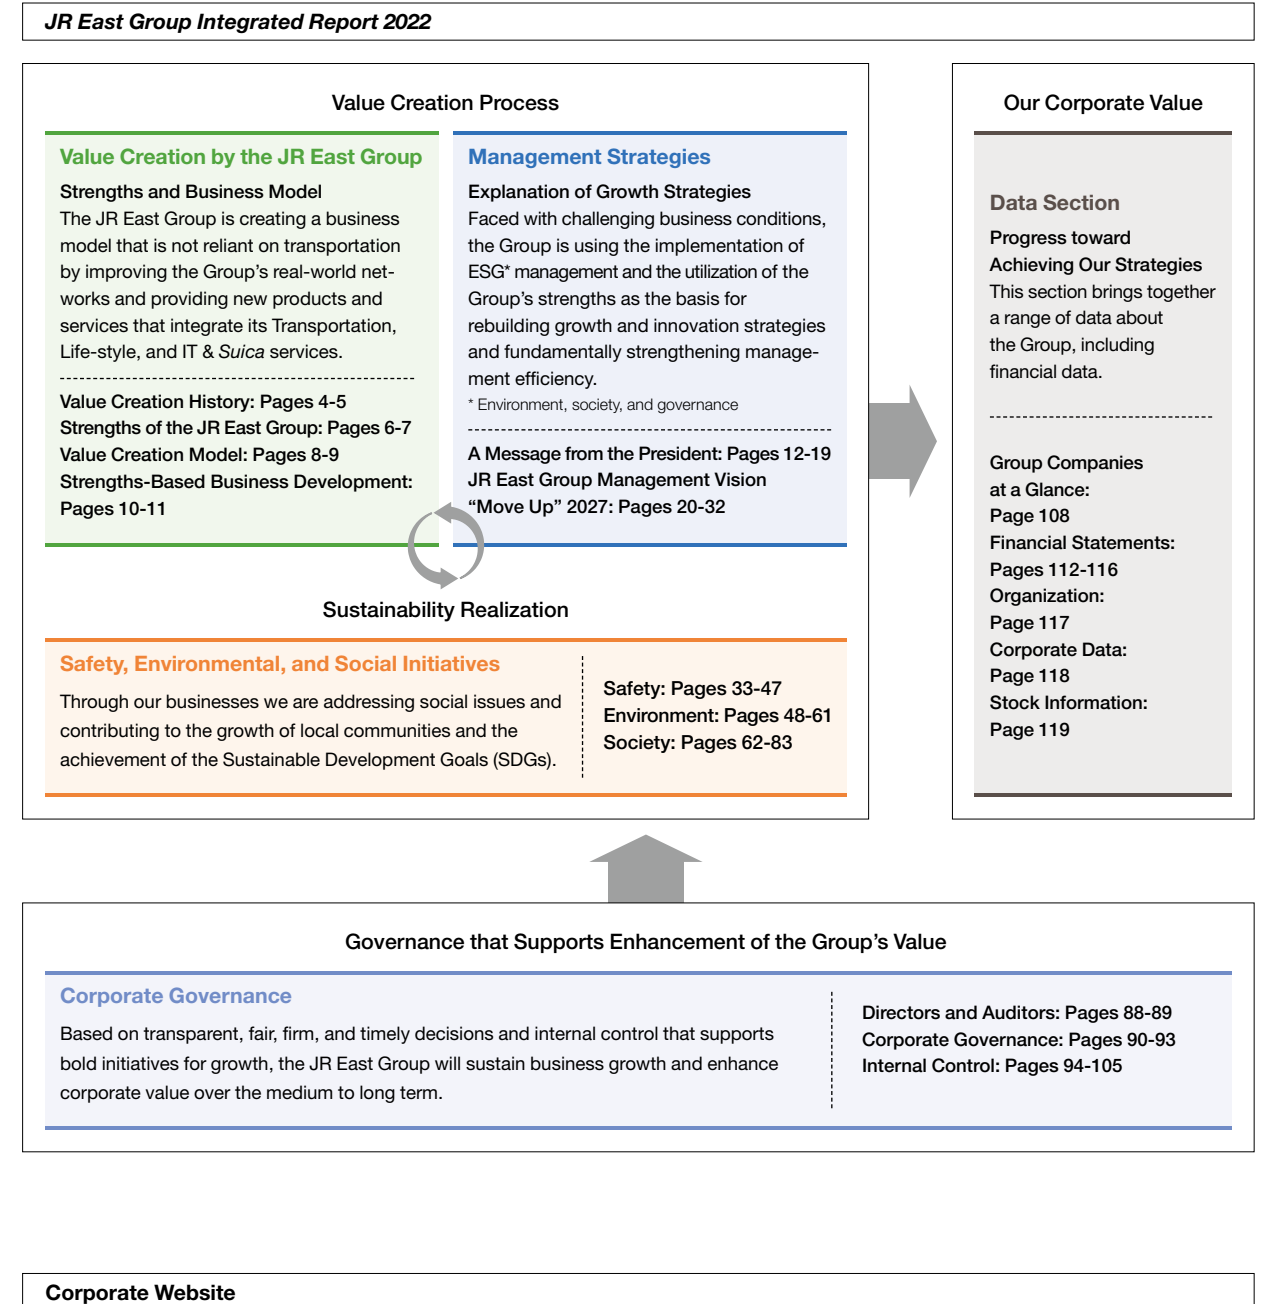 JR East Group Integrated Report 2022
Value Creation Process
Value Creation by the JR East Group
Strengths and Business Model
The JR East Group is creating a business
model that is not reliant on transportation
by improving the Group’s real-world net-
works and providing new products and
services that integrate its Transportation,
Life-style, and IT & Suica services.
Value Creation History: Pages 4-5
Strengths of the JR East Group: Pages 6-7
Value Creation Model: Pages 8-9
Strengths-Based Business Development:
Pages 10-11
Management Strategies
Explanation of Growth Strategies
Faced with challenging business conditions,
the Group is using the implementation of
ESG* management and the utilization of the
Group’s strengths as the basis for
rebuilding growth and innovation strategies
and fundamentally strengthening manage-
ment efficiency.
* Environment, society, and governance
A Message from the President: Pages 12-19
JR East Group Management Vision
“Move Up” 2027: Pages 20-32
Sustainability Realization
Safety, Environmental, and Social Initiatives
Through our businesses we are addressing social issues and
contributing to the growth of local communities and the
achievement of the Sustainable Development Goals (SDGs).
Safety: Pages 33-47
Environment: Pages 48-61
Society: Pages 62-83
Our Corporate Value
Data Section
Progress toward
Achieving Our Strategies
This section brings together
a range of data about
the Group, including
financial data.
Group Companies
at a Glance:
Page 108
Financial Statements:
Pages 112-116
Organization:
Page 117
Corporate Data:
Page 118
Stock Information:
Page 119
Governance that Supports Enhancement of the Group’s Value
Corporate Governance
Based on transparent, fair, firm, and timely decisions and internal control that supports
bold initiatives for growth, the JR East Group will sustain business growth and enhance
corporate value over the medium to long term.
Directors and Auditors: Pages 88-89
Corporate Governance: Pages 90-93
Internal Control: Pages 94-105
Corporate Website